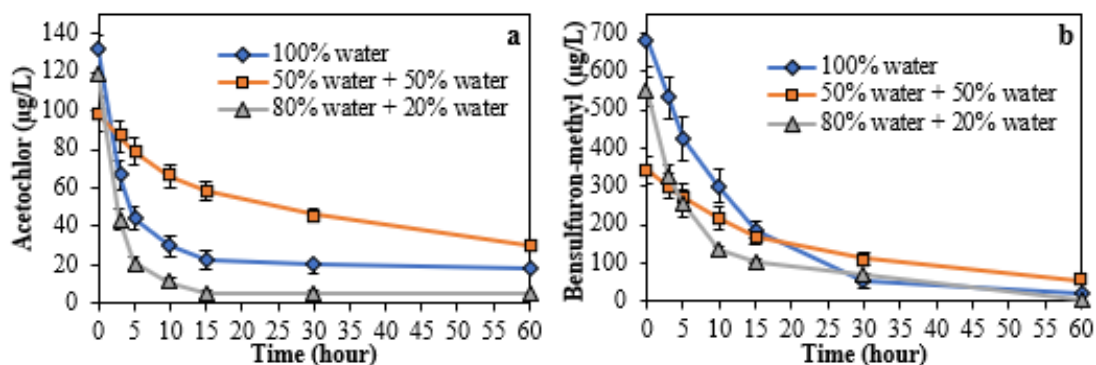 a
Acetochlor (µg/L)
140
120
100
80
60
40
20
0
100% water
50% water + 50% water
80% water + 20% water
0 5 10 15 20 25 30 35 40 45 50 55 60
Time (hour)
b
Bensulfuron-methyl (µg/L)
700
600
500
400
300
200
100
0
100% water
50% water + 50% water
80% water + 20% water
0 5 10 15 20 25 30 35 40 45 50 55 60
Time (hour)